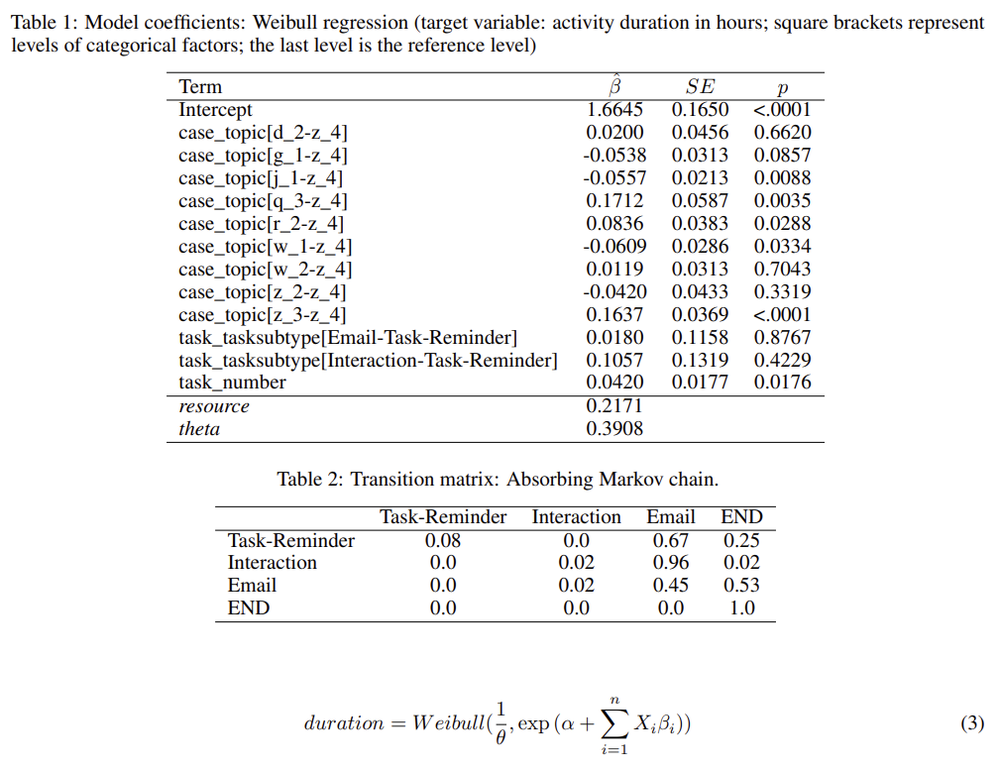 Table 1: Model coefficients: Weibull regression (target variable: activity duration in hours; square brackets represent
levels of categorical factors; the last level is the reference level)
Term β̂ SE p
Intercept 1.6645 0.1650 <.0001
case_topic[d_2-z_4] 0.0200 0.0456 0.6620
case_topic[g_1-z_4] -0.0538 0.0313 0.0857
case_topic[j_1-z_4] -0.0557 0.0213 0.0088
case_topic[q_3-z_4] 0.1712 0.0587 0.0035
case_topic[r_2-z_4] 0.0836 0.0383 0.0288
case_topic[w_1-z_4] -0.0609 0.0286 0.0334
case_topic[w_2-z_4] 0.0119 0.0313 0.7043
case_topic[z_2-z_4] -0.0420 0.0433 0.3319
case_topic[z_3-z_4] 0.1637 0.0369 <.0001
task_tasksubtype[Email-Task-Reminder] 0.0180 0.1158 0.8767
task_tasksubtype[Interaction-Task-Reminder] 0.1057 0.1319 0.4229
task_number 0.0420 0.0177 0.0176
resource 0.2171
theta 0.3908
Table 2: Transition matrix: Absorbing Markov chain.
Task-Reminder Interaction Email END
Task-Reminder 0.08 0.0 0.67 0.25
Interaction 0.0 0.02 0.96 0.02
Email 0.0 0.02 0.45 0.53
END 0.0 0.0 0.0 1.0
duration = Weibull(1/θ, exp (α + ∑_{i=1}^{n} X_iβ_i)) (3)